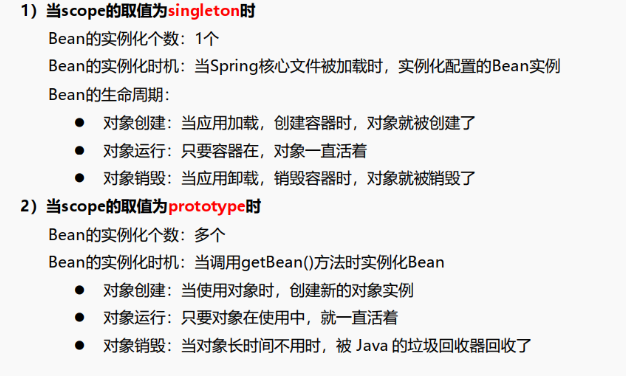 1）当scope的取值为singleton时
Bean的实例化个数：1个
Bean的实例化时机：当Spring核心文件被加载时，实例化配置的Bean实例
Bean的生命周期：
● 对象创建：当应用加载，创建容器时，对象就被创建了
● 对象运行：只要容器在，对象一直活着
● 对象销毁：当应用卸载，销毁容器时，对象就被销毁了
2）当scope的取值为prototype时
Bean的实例化个数：多个
Bean的实例化时机：当调用getBean()方法时实例化Bean
● 对象创建：当使用对象时，创建新的对象实例
● 对象运行：只要对象在使用中，就一直活着
● 对象销毁：当对象长时间不用时，被 Java 的垃圾回收器回收了